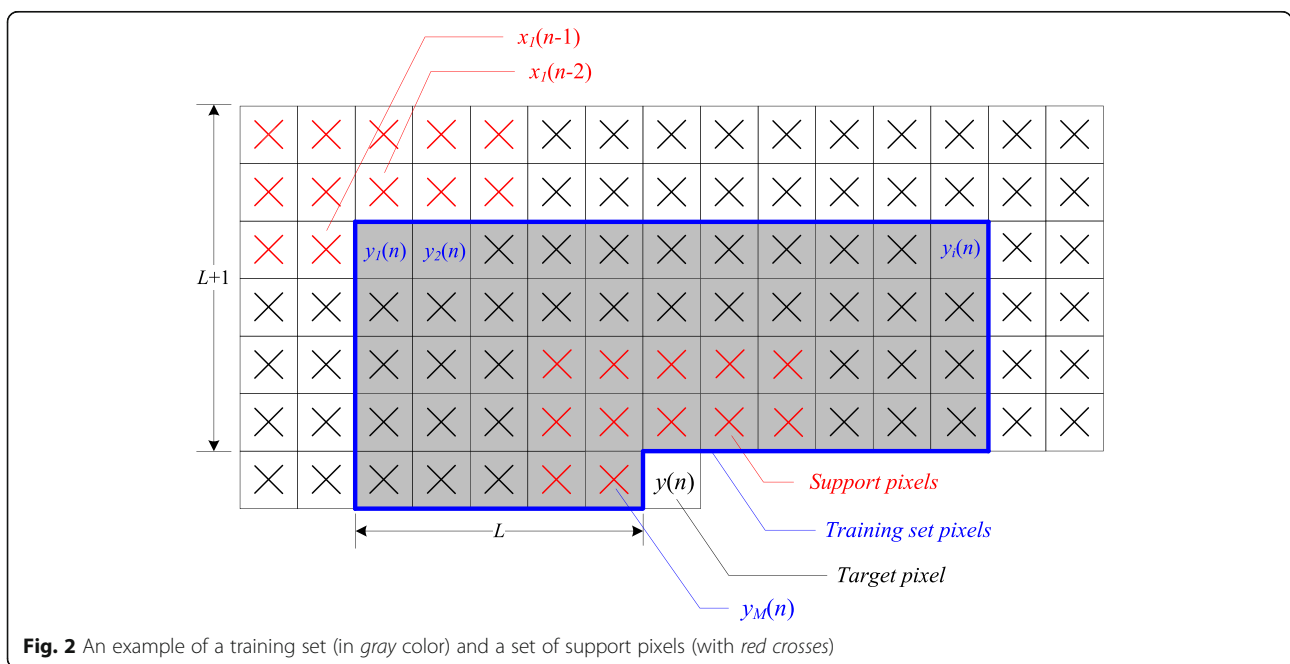 x1(n-1)
x1(n-2)
y1(n) y2(n) yi(n)
L+1
y(n)
Support pixels
L
Training set pixels
Target pixel
yM(n)
Fig. 2 An example of a training set (in gray color) and a set of support pixels (with red crosses)